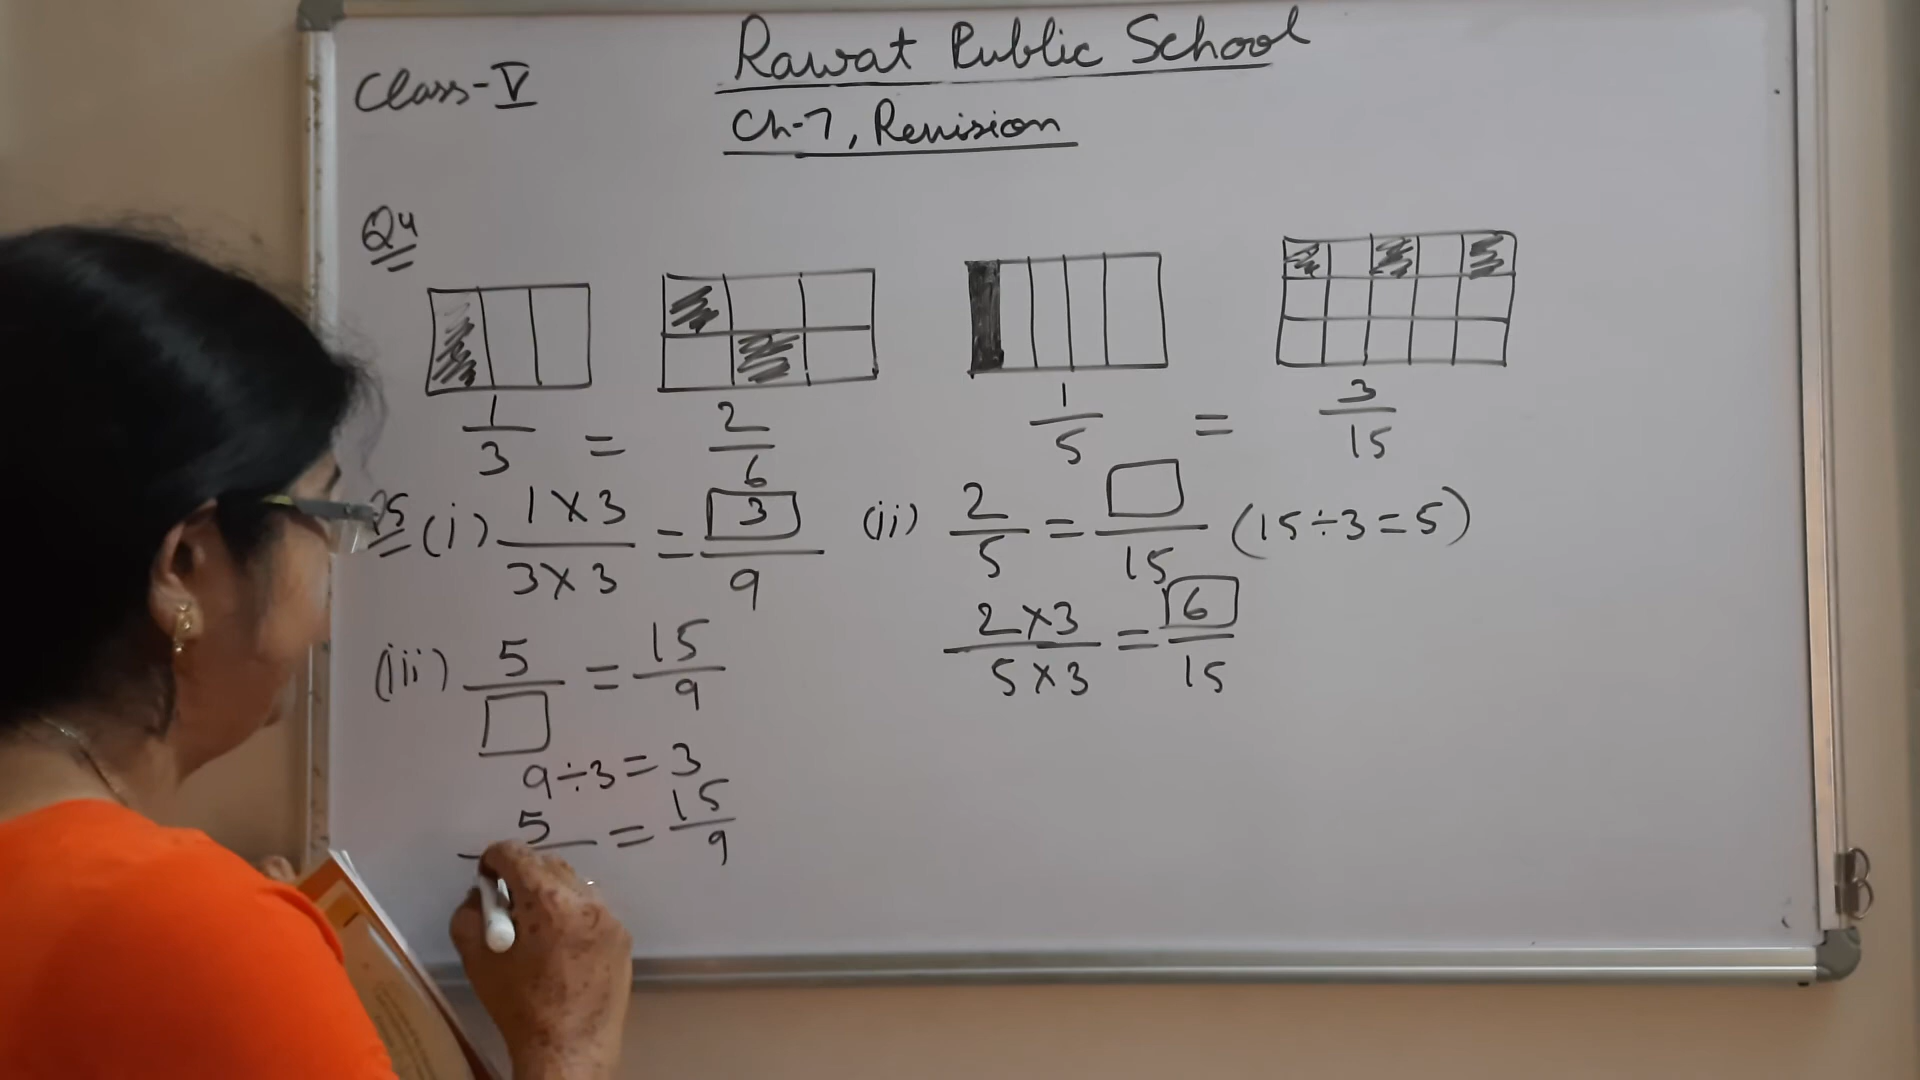 Rawat Public School
Class-V
Ch-7, Revision
Q4
1/3 = 2/6
1/5 = 3/15
(i) 1×3/3×3 = 3/9
(ii) 2/5 = □/15 (15÷3=5)
2×3/5×3 = 6/15
(iii) 5/□ = 15/9
9÷3=3
5/ = 15/9